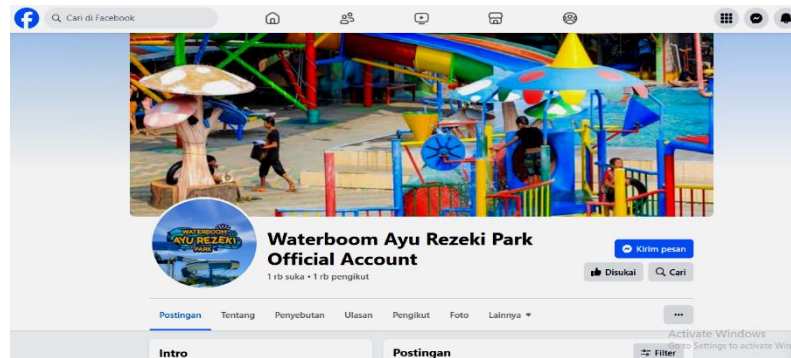 Cari di Facebook
WATERBOOM
AYU REZEKI
PARK
Waterboom Ayu Rezeki Park
Official Account
1 rb suka • 1 rb pengikut
Kirim pesan
Disukai
Cari
Postingan Tentang Penyebutan Ulasan Pengikut Foto Lainnya
Activate Windows
Go to Settings to activate Win
Intro
Postingan
Filter